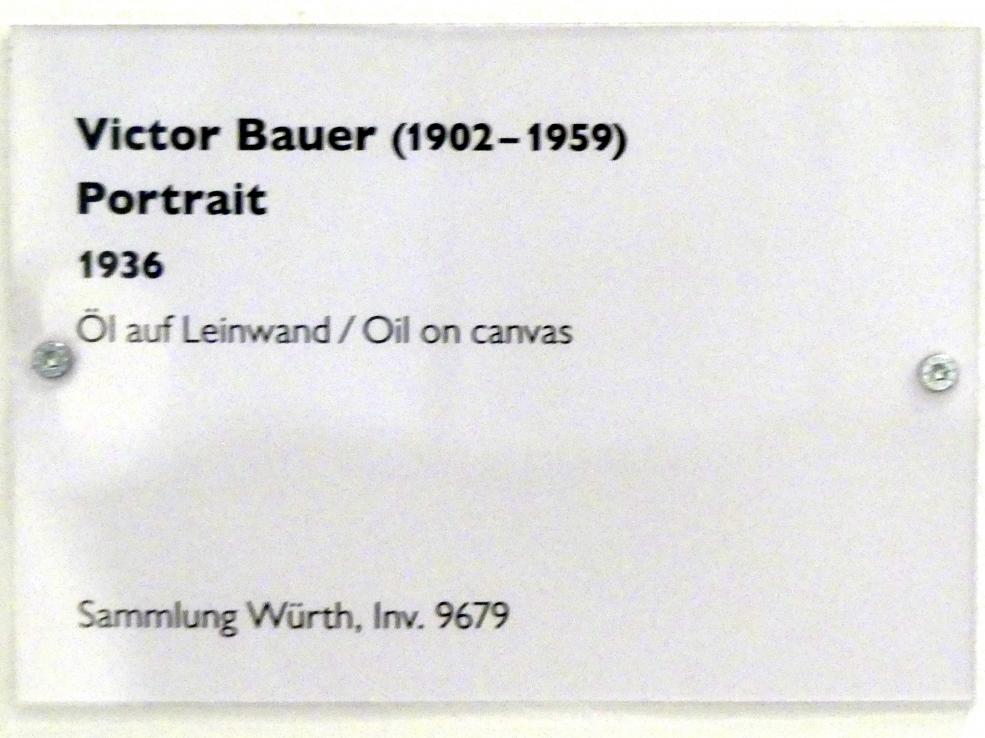 Victor Bauer (1902–1959)
Portrait
1936
Öl auf Leinwand / Oil on canvas
Sammlung Würth, Inv. 9679